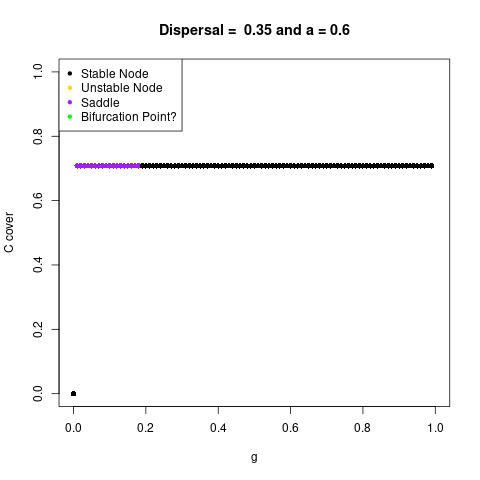 Dispersal =  0.35 and a = 0.6
Stable Node
Unstable Node
Saddle
Bifurcation Point?
1.0
0.8
0.6
0.4
0.2
0.0
C cover
0.0 0.2 0.4 0.6 0.8 1.0
g